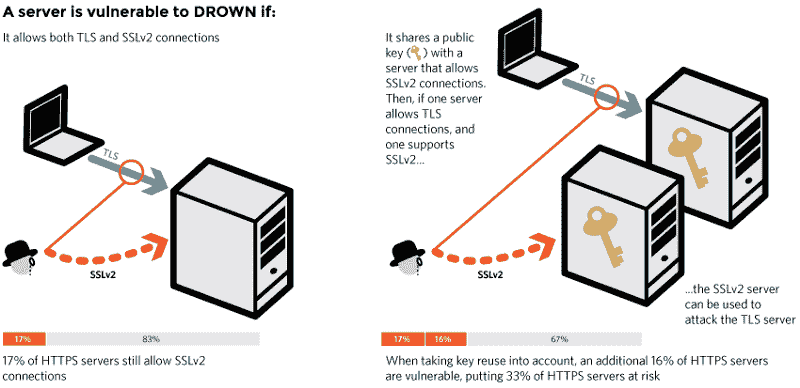 A server is vulnerable to DROWN if:
It allows both TLS and SSLv2 connections
TLS
SSLv2
17%
83%
17% of HTTPS servers still allow SSLv2
connections
It shares a public
key ( ) with a
server that allows
SSLv2 connections.
Then, if one server
allows TLS
connections, and
one supports
SSLv2...
TLS
SSLv2
...the SSLv2 server
can be used to
attack the TLS server
17%
16%
67%
When taking key reuse into account, an additional 16% of HTTPS servers
are vulnerable, putting 33% of HTTPS servers at risk